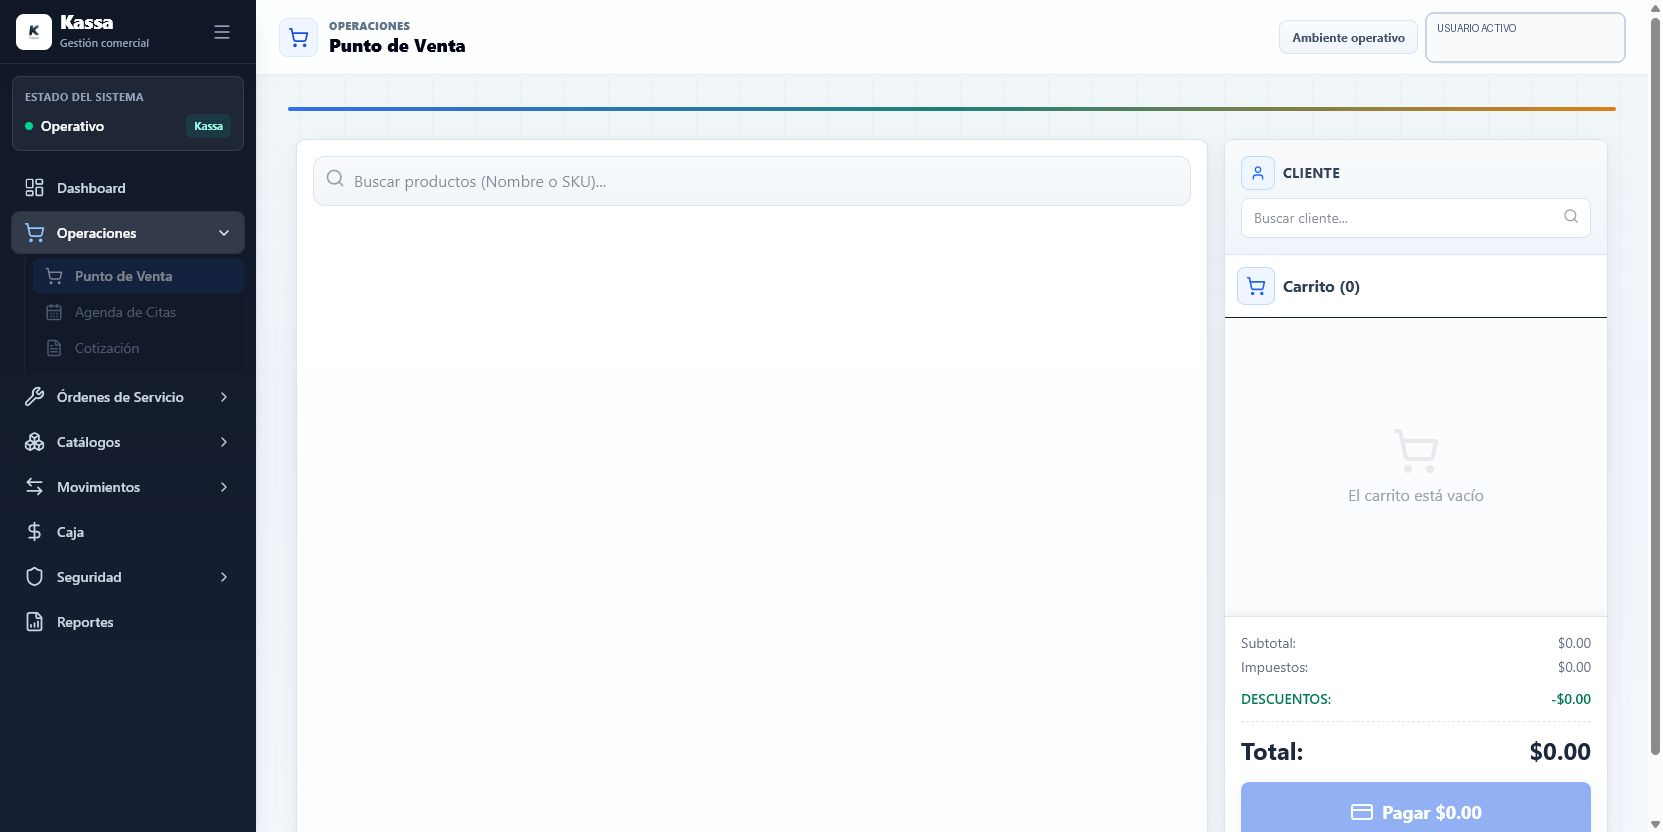 Kassa
Gestión comercial
ESTADO DEL SISTEMA
Operativo
Kassa
Dashboard
Operaciones
Punto de Venta
Agenda de Citas
Cotización
Órdenes de Servicio
Catálogos
Movimientos
Caja
Seguridad
Reportes
OPERACIONES
Punto de Venta
Ambiente operativo
USUARIO ACTIVO
Buscar productos (Nombre o SKU)...
CLIENTE
Buscar cliente...
Carrito (0)
El carrito está vacío
Subtotal: $0.00
Impuestos: $0.00
DESCUENTOS: -$0.00
Total: $0.00
Pagar $0.00